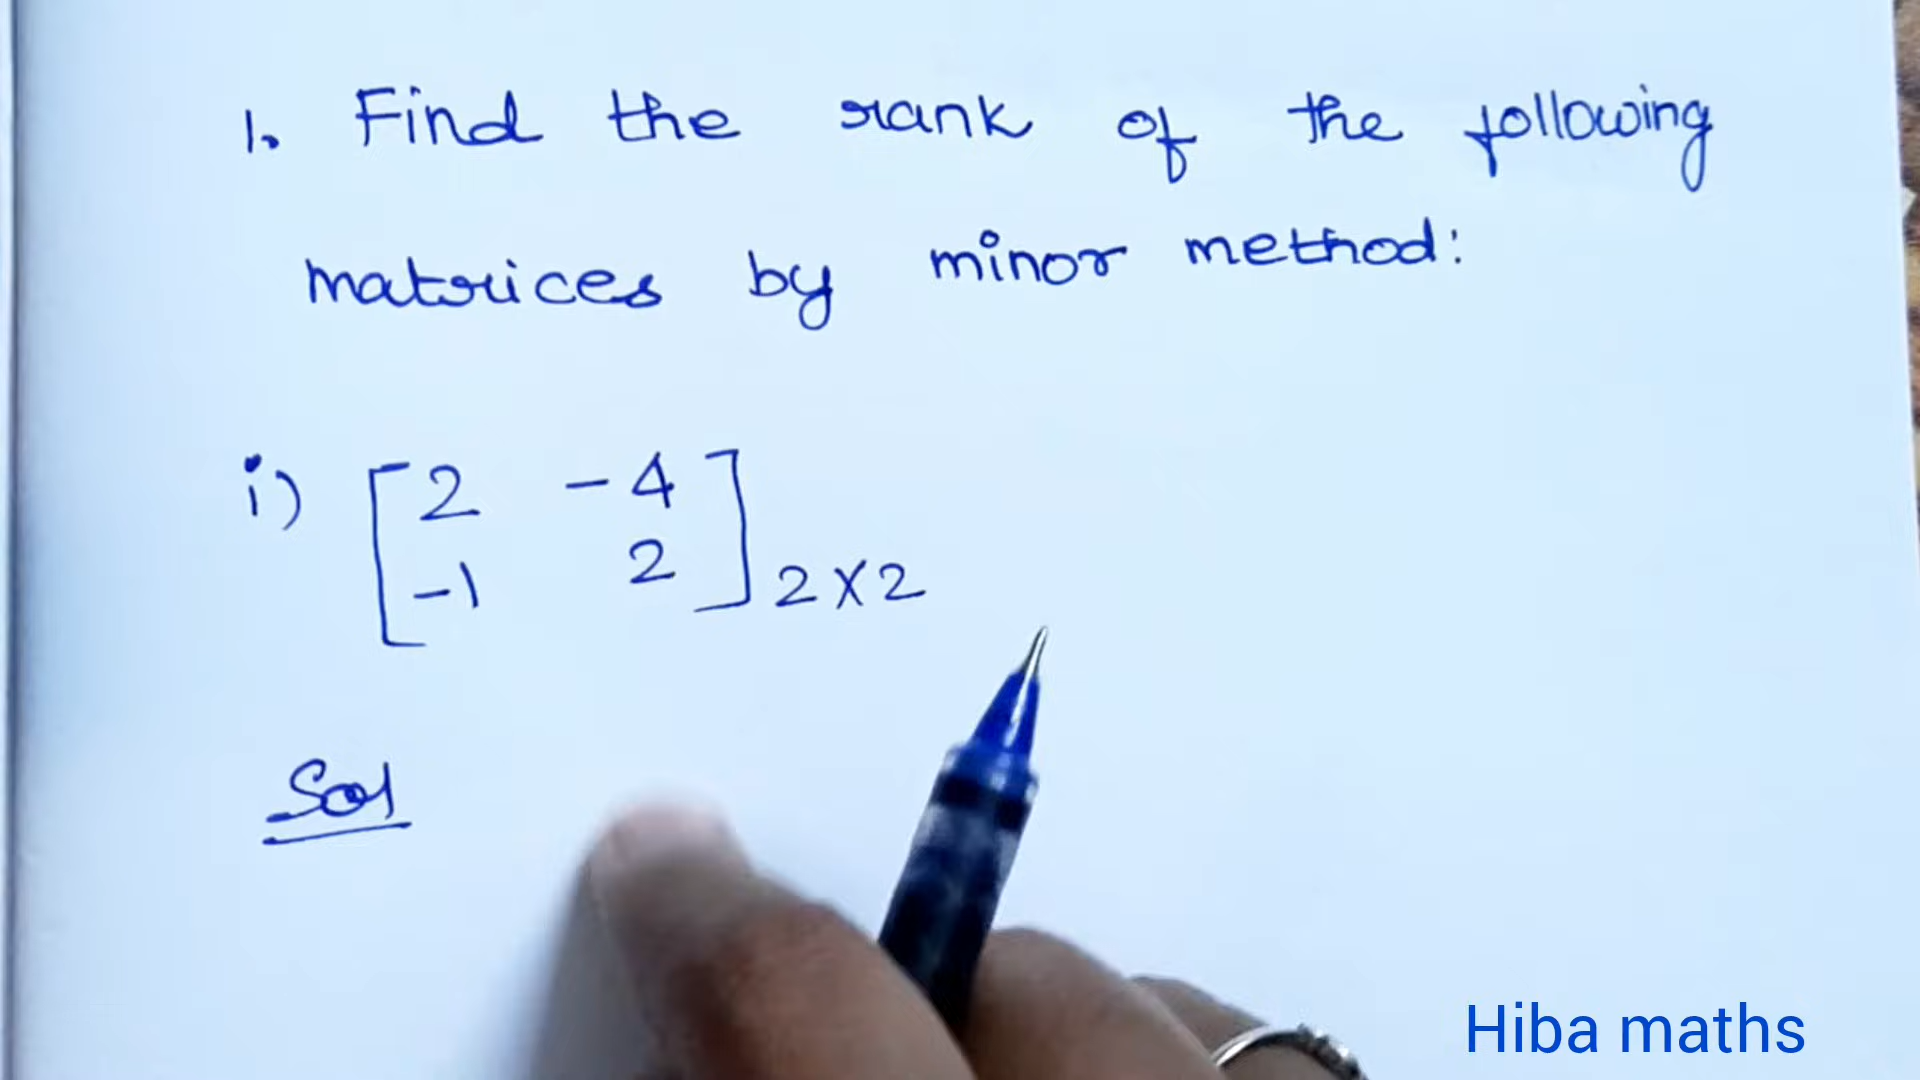 1. Find the rank of the following
matrices by minor method:
i) [2 -4
-1 2] 2x2
Sol
Hiba maths